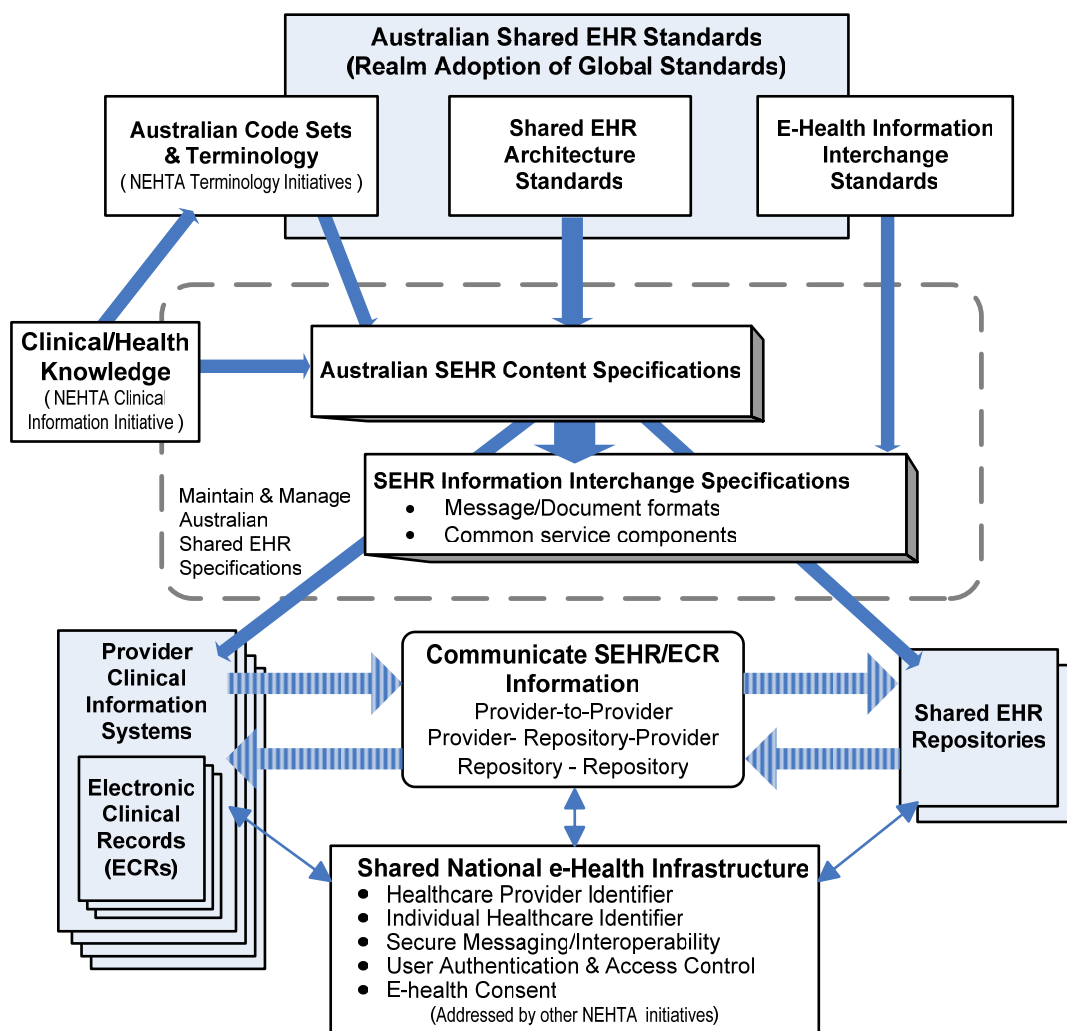 Australian Shared EHR Standards
(Realm Adoption of Global Standards)
Australian Code Sets
& Terminology
( NEHTA Terminology Initiatives )
Shared EHR
Architecture
Standards
E-Health Information
Interchange
Standards
Clinical/Health
Knowledge
( NEHTA Clinical
Information Initiative )
Australian SEHR Content Specifications
SEHR Information Interchange Specifications
• Message/Document formats
• Common service components
Maintain & Manage
Australian
Shared EHR
Specifications
Provider
Clinical
Information
Systems
Electronic
Clinical
Records
(ECRs)
Communicate SEHR/ECR
Information
Provider-to-Provider
Provider- Repository-Provider
Repository - Repository
Shared EHR
Repositories
Shared National e-Health Infrastructure
• Healthcare Provider Identifier
• Individual Healthcare Identifier
• Secure Messaging/Interoperability
• User Authentication & Access Control
• E-health Consent
(Addressed by other NEHTA initiatives)